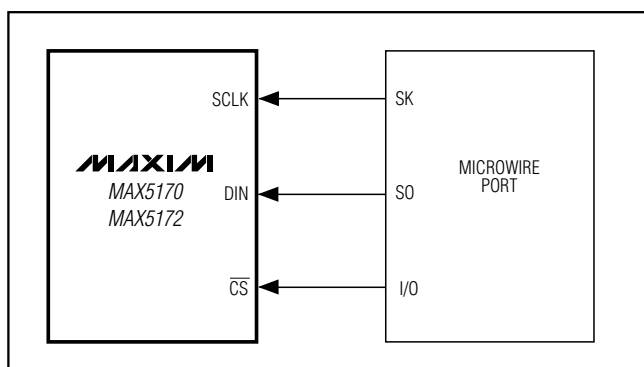 SCLK SK
MAXIM
MAX5170
MAX5172
DIN SO
MICROWIRE
PORT
CS I/O